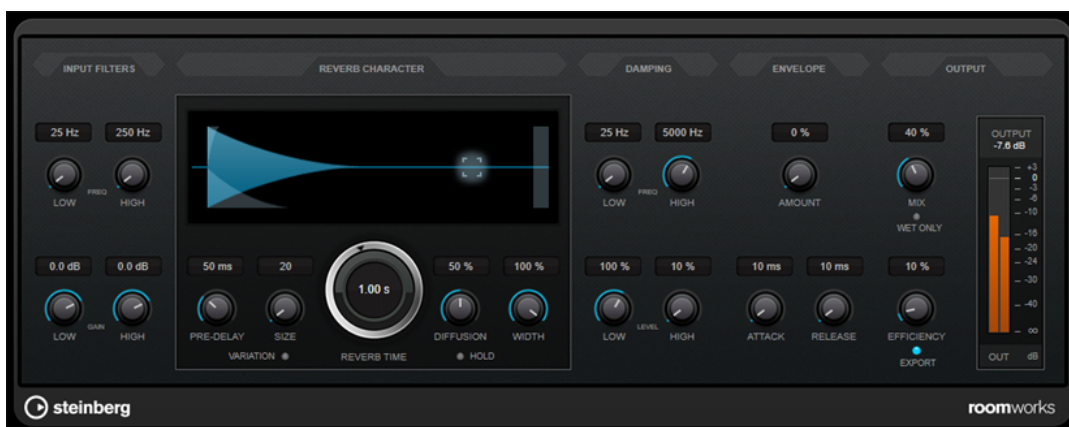 INPUT FILTERS
REVERB CHARACTER
DAMPING
ENVELOPE
OUTPUT
25 Hz
250 Hz
LOW
FREQ
HIGH
0.0 dB
0.0 dB
LOW
GAIN
HIGH
50 ms
20
1.00 s
50 %
100 %
PRE-DELAY
SIZE
DIFFUSION
WIDTH
VARIATION
REVERB TIME
HOLD
25 Hz
5000 Hz
LOW
FREQ
HIGH
100 %
10 %
LOW
LEVEL
HIGH
0 %
AMOUNT
10 ms
10 ms
ATTACK
RELEASE
40 %
MIX
WET ONLY
10 %
EFFICIENCY
EXPORT
OUTPUT
-7.6 dB
+3
0
-3
-6
-10
-16
-20
-24
-30
-40
∞
OUT dB
steinberg
roomworks